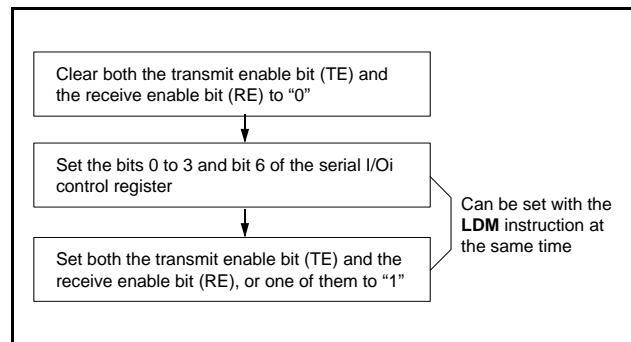 Clear both the transmit enable bit (TE) and
the receive enable bit (RE) to “0”
Set the bits 0 to 3 and bit 6 of the serial I/Oi
control register
Set both the transmit enable bit (TE) and the
receive enable bit (RE), or one of them to “1”
Can be set with the
LDM instruction at
the same time